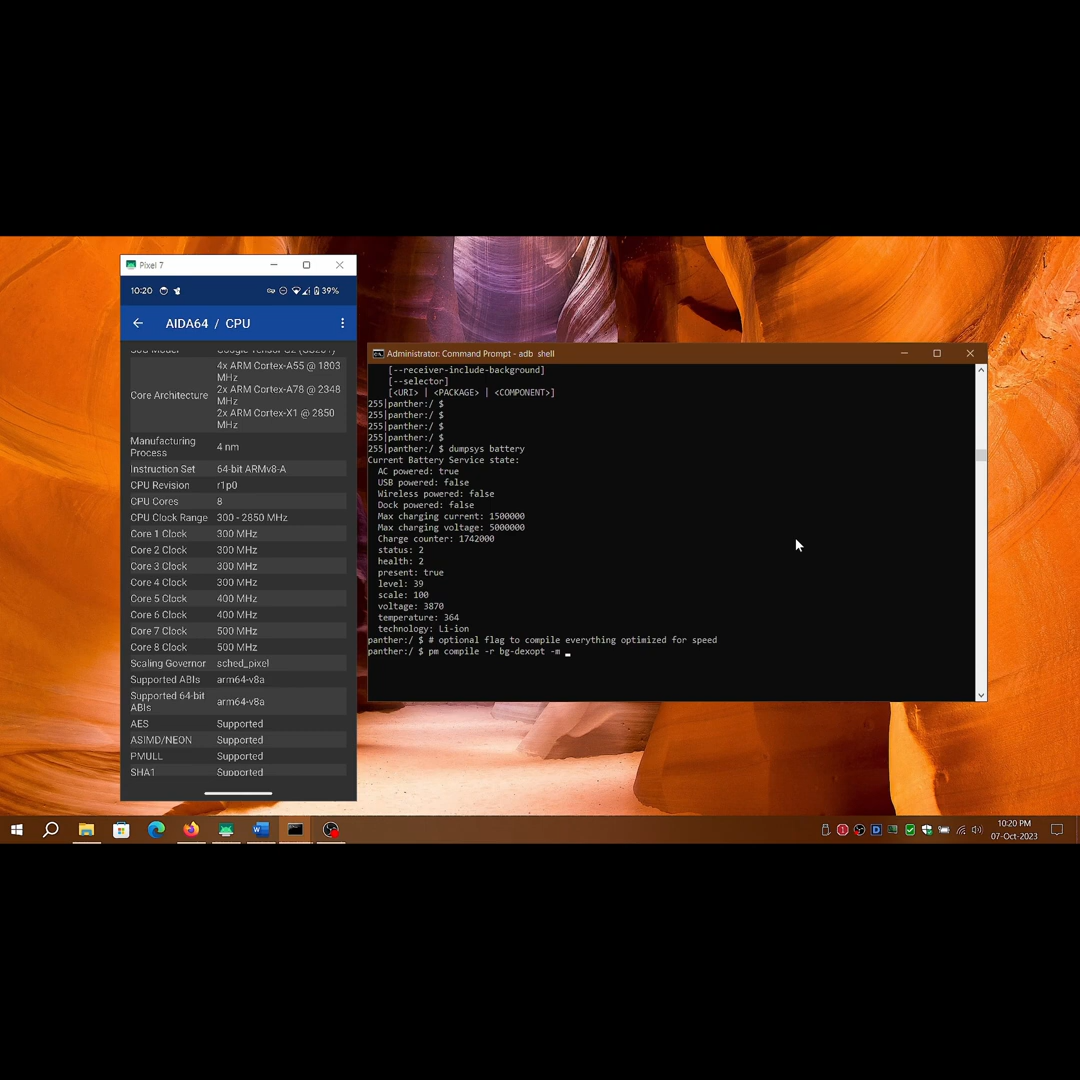 Pixel 7
10:20
39%
AIDA64 / CPU
Core Architecture
4x ARM Cortex-A55 @ 1803
MHz
2x ARM Cortex-A78 @ 2348
MHz
2x ARM Cortex-X1 @ 2850
MHz
Manufacturing
Process
4 nm
Instruction Set 64-bit ARMv8-A
CPU Revision r1p0
CPU Cores 8
CPU Clock Range 300 - 2850 MHz
Core 1 Clock 300 MHz
Core 2 Clock 300 MHz
Core 3 Clock 300 MHz
Core 4 Clock 300 MHz
Core 5 Clock 400 MHz
Core 6 Clock 400 MHz
Core 7 Clock 500 MHz
Core 8 Clock 500 MHz
Scaling Governor sched_pixel
Supported ABIs arm64-v8a
Supported 64-bit
ABIs
arm64-v8a
AES Supported
ASIMD/NEON Supported
PMULL Supported
SHA1 Supported
Administrator: Command Prompt - adb shell
[--receiver-include-background]
[--selector]
[<URI> | <PACKAGE> | <COMPONENT>]
255|panther:/ $
255|panther:/ $
255|panther:/ $
255|panther:/ $
255|panther:/ $ dumpsys battery
Current Battery Service state:
AC powered: true
USB powered: false
Wireless powered: false
Dock powered: false
Max charging current: 1500000
Max charging voltage: 5000000
Charge counter: 1742000
status: 2
health: 2
present: true
level: 39
scale: 100
voltage: 3870
temperature: 364
technology: Li-ion
panther:/ $ # optional flag to compile everything optimized for speed
panther:/ $ pm compile -r bg-dexopt -m _
10:20 PM
07-Oct-2023